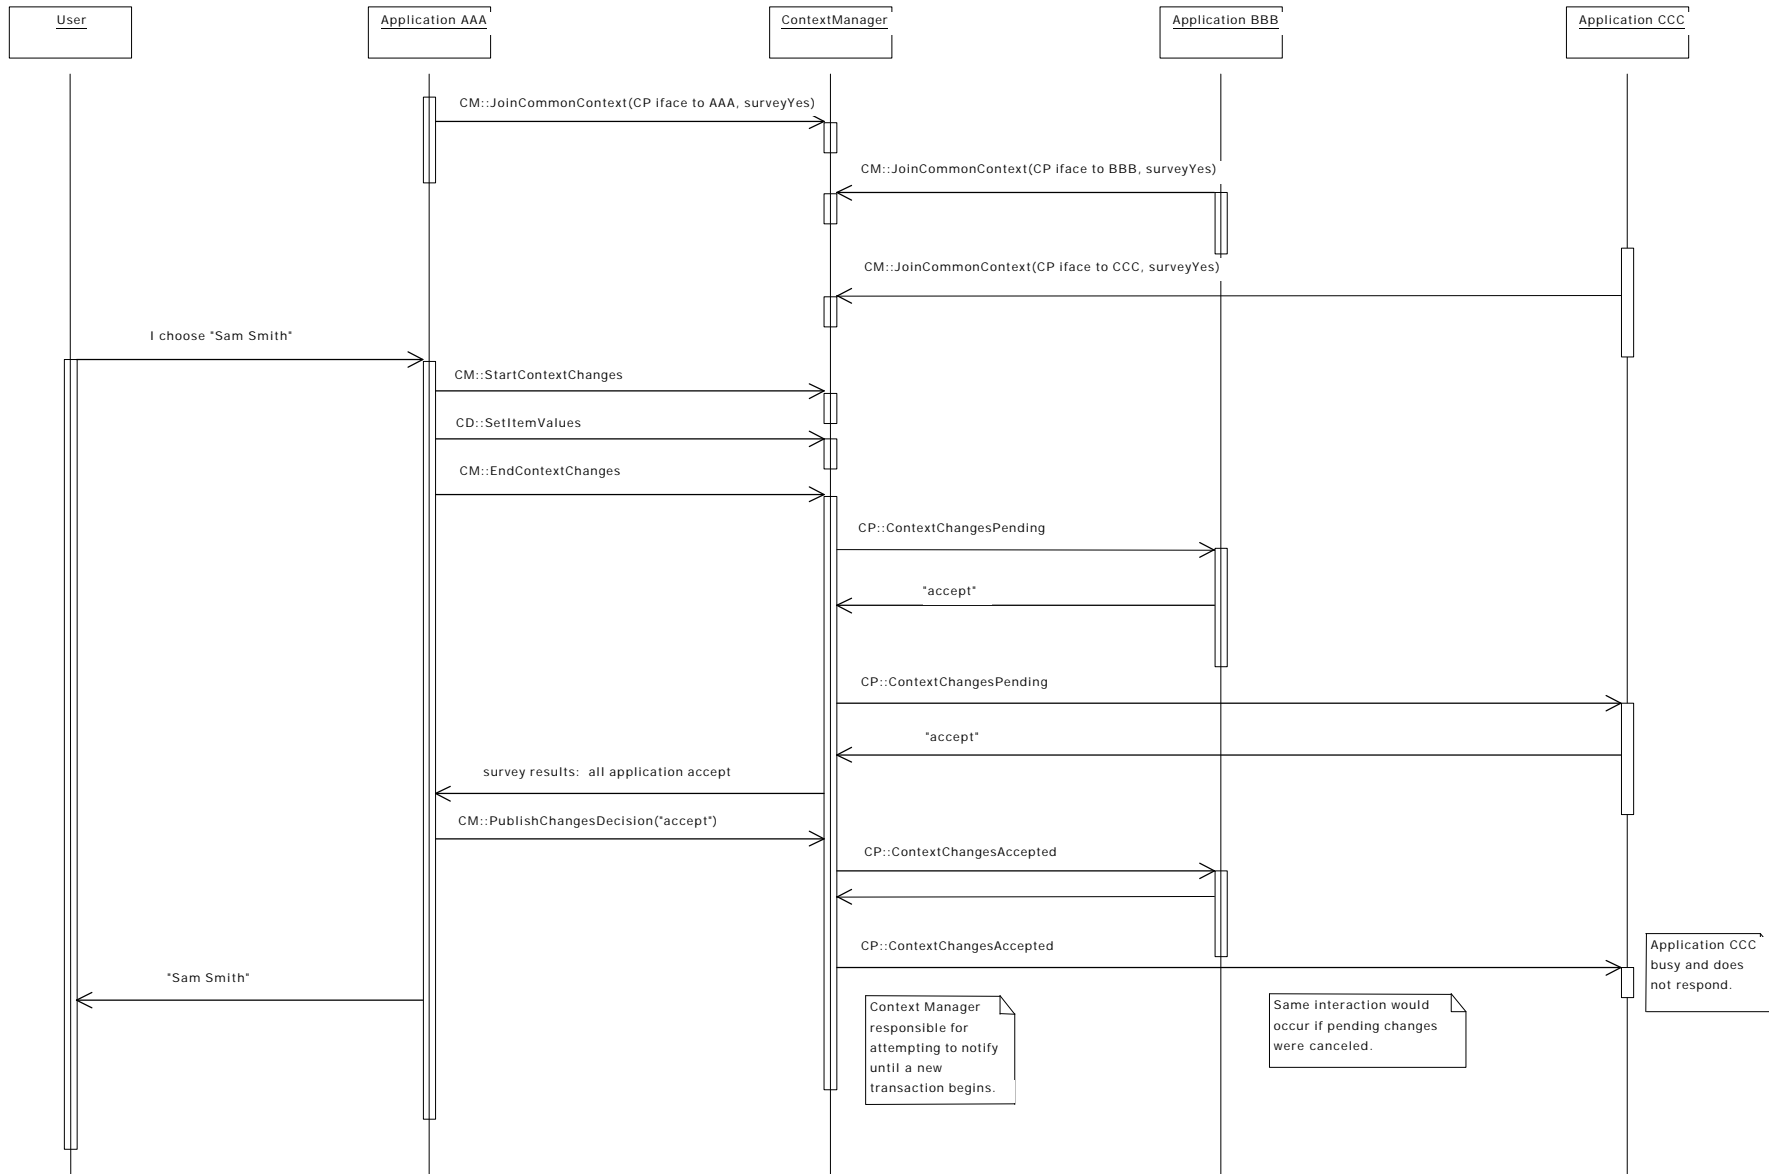 User
Application AAA
ContextManager
Application BBB
Application CCC
CM::JoinCommonContext(CP iface to AAA, surveyYes)
CM::JoinCommonContext(CP iface to BBB, surveyYes)
CM::JoinCommonContext(CP iface to CCC, surveyYes)
I choose "Sam Smith"
CM::StartContextChanges
CD::SetItemValues
CM::EndContextChanges
CP::ContextChangesPending
"accept"
CP::ContextChangesPending
"accept"
survey results:  all application accept
CM::PublishChangesDecision("accept")
CP::ContextChangesAccepted
CP::ContextChangesAccepted
Application CCC
busy and does
not respond.
"Sam Smith"
Context Manager
responsible for
attempting to notify
until a new
transaction begins.
Same interaction would
occur if pending changes
were canceled.